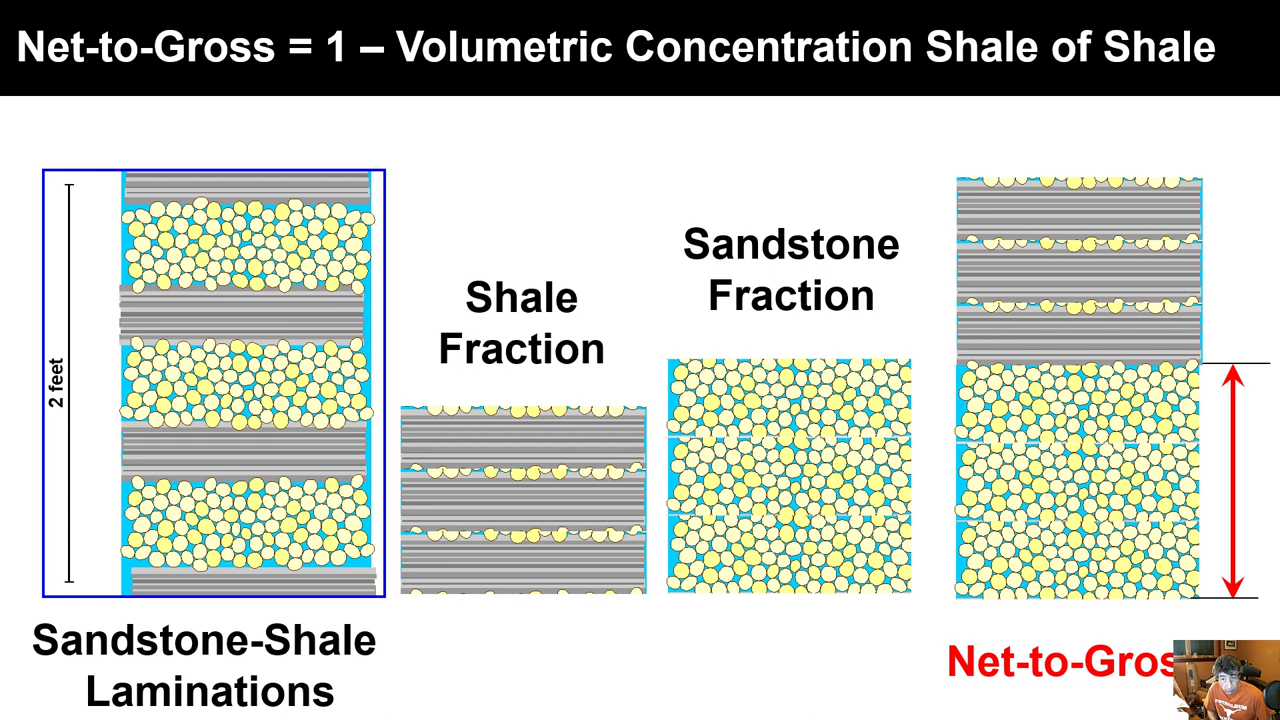 Net-to-Gross = 1 – Volumetric Concentration Shale of Shale
2 feet
Shale
Fraction
Sandstone
Fraction
Sandstone-Shale
Laminations
Net-to-Gros